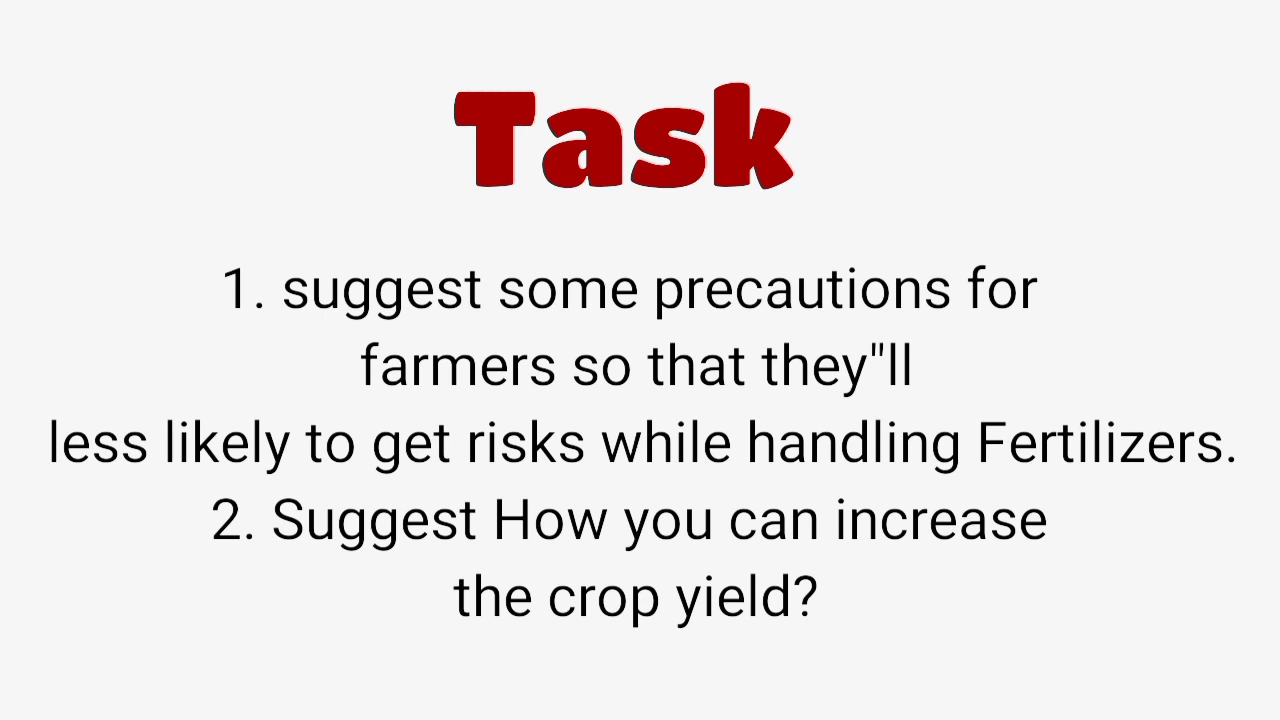 Task
1. suggest some precautions for
farmers so that they"ll
less likely to get risks while handling Fertilizers.
2. Suggest How you can increase
the crop yield?